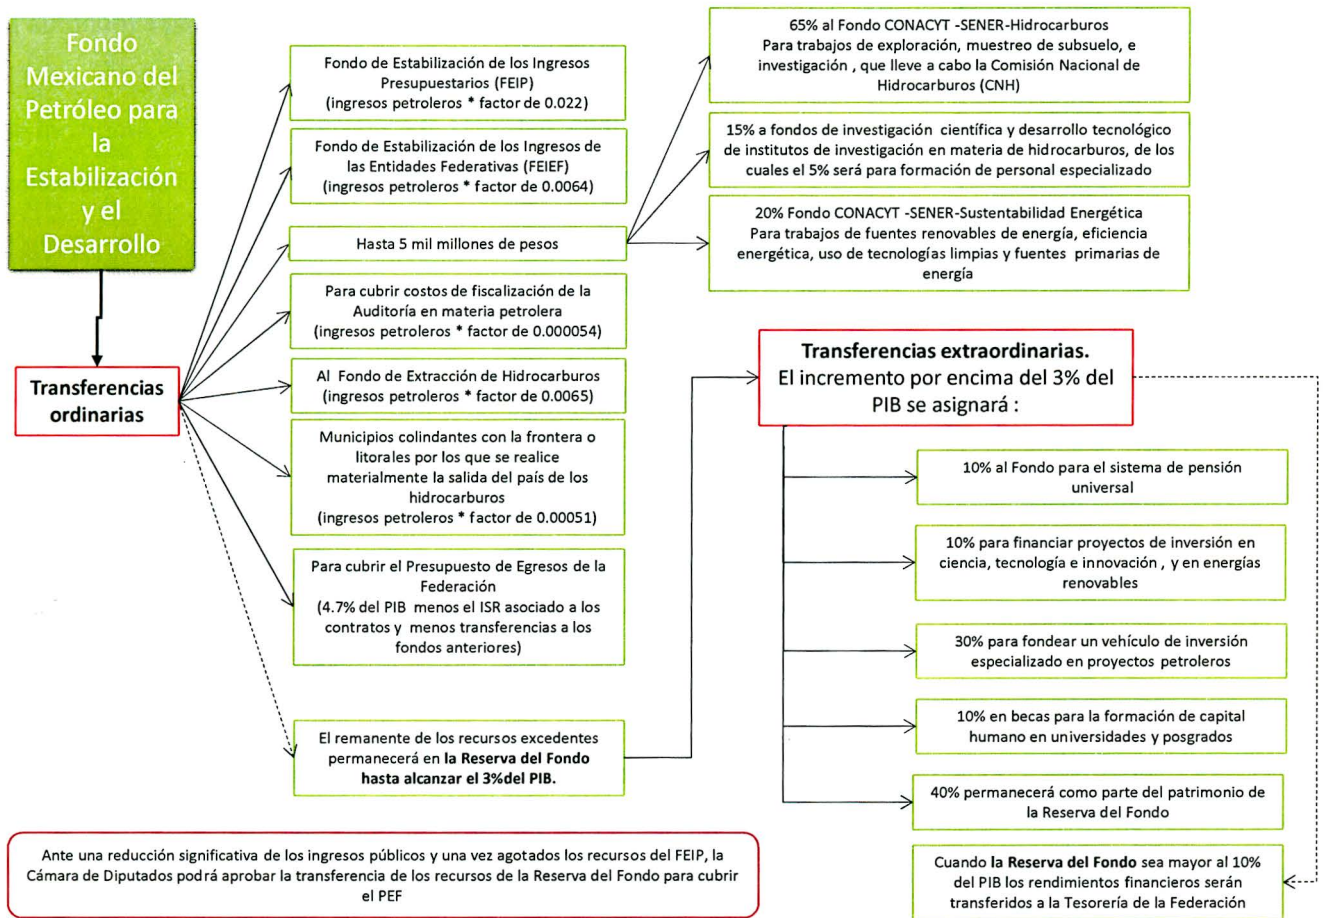 Fondo
Mexicano del
Petróleo para
la
Estabilización
y el
Desarrollo
Transferencias
ordinarias
Fondo de Estabilización de los Ingresos
Presupuestarios (FEIP)
(ingresos petroleros * factor de 0.022)
Fondo de Estabilización de los Ingresos de
las Entidades Federativas (FEIEF)
(ingresos petroleros * factor de 0.0064)
Hasta 5 mil millones de pesos
Para cubrir costos de fiscalización de la
Auditoría en materia petrolera
(ingresos petroleros * factor de 0.000054)
Al Fondo de Extracción de Hidrocarburos
(ingresos petroleros * factor de 0.0065)
Municipios colindantes con la frontera o
litorales por los que se realice
materialmente la salida del país de los
hidrocarburos
(ingresos petroleros * factor de 0.00051)
Para cubrir el Presupuesto de Egresos de la
Federación
(4.7% del PIB menos el ISR asociado a los
contratos y menos transferencias a los
fondos anteriores)
El remanente de los recursos excedentes
permanecerá en la Reserva del Fondo
hasta alcanzar el 3%del PIB.
65% al Fondo CONACYT -SENER-Hidrocarburos
Para trabajos de exploración, muestreo de subsuelo, e
investigación , que lleve a cabo la Comisión Nacional de
Hidrocarburos (CNH)
15% a fondos de investigación científica y desarrollo tecnológico
de institutos de investigación en materia de hidrocarburos, de los
cuales el 5% será para formación de personal especializado
20% Fondo CONACYT -SENER-Sustentabilidad Energética
Para trabajos de fuentes renovables de energía, eficiencia
energética, uso de tecnologías limpias y fuentes primarias de
energía
Transferencias extraordinarias.
El incremento por encima del 3% del
PIB se asignará :
10% al Fondo para el sistema de pensión
universal
10% para financiar proyectos de inversión en
ciencia, tecnología e innovación , y en energías
renovables
30% para fondear un vehículo de inversión
especializado en proyectos petroleros
10% en becas para la formación de capital
humano en universidades y posgrados
40% permanecerá como parte del patrimonio de
la Reserva del Fondo
Cuando la Reserva del Fondo sea mayor al 10%
del PIB los rendimientos financieros serán
transferidos a la Tesorería de la Federación
Ante una reducción significativa de los ingresos públicos y una vez agotados los recursos del FEIP, la
Cámara de Diputados podrá aprobar la transferencia de los recursos de la Reserva del Fondo para cubrir
el PEF